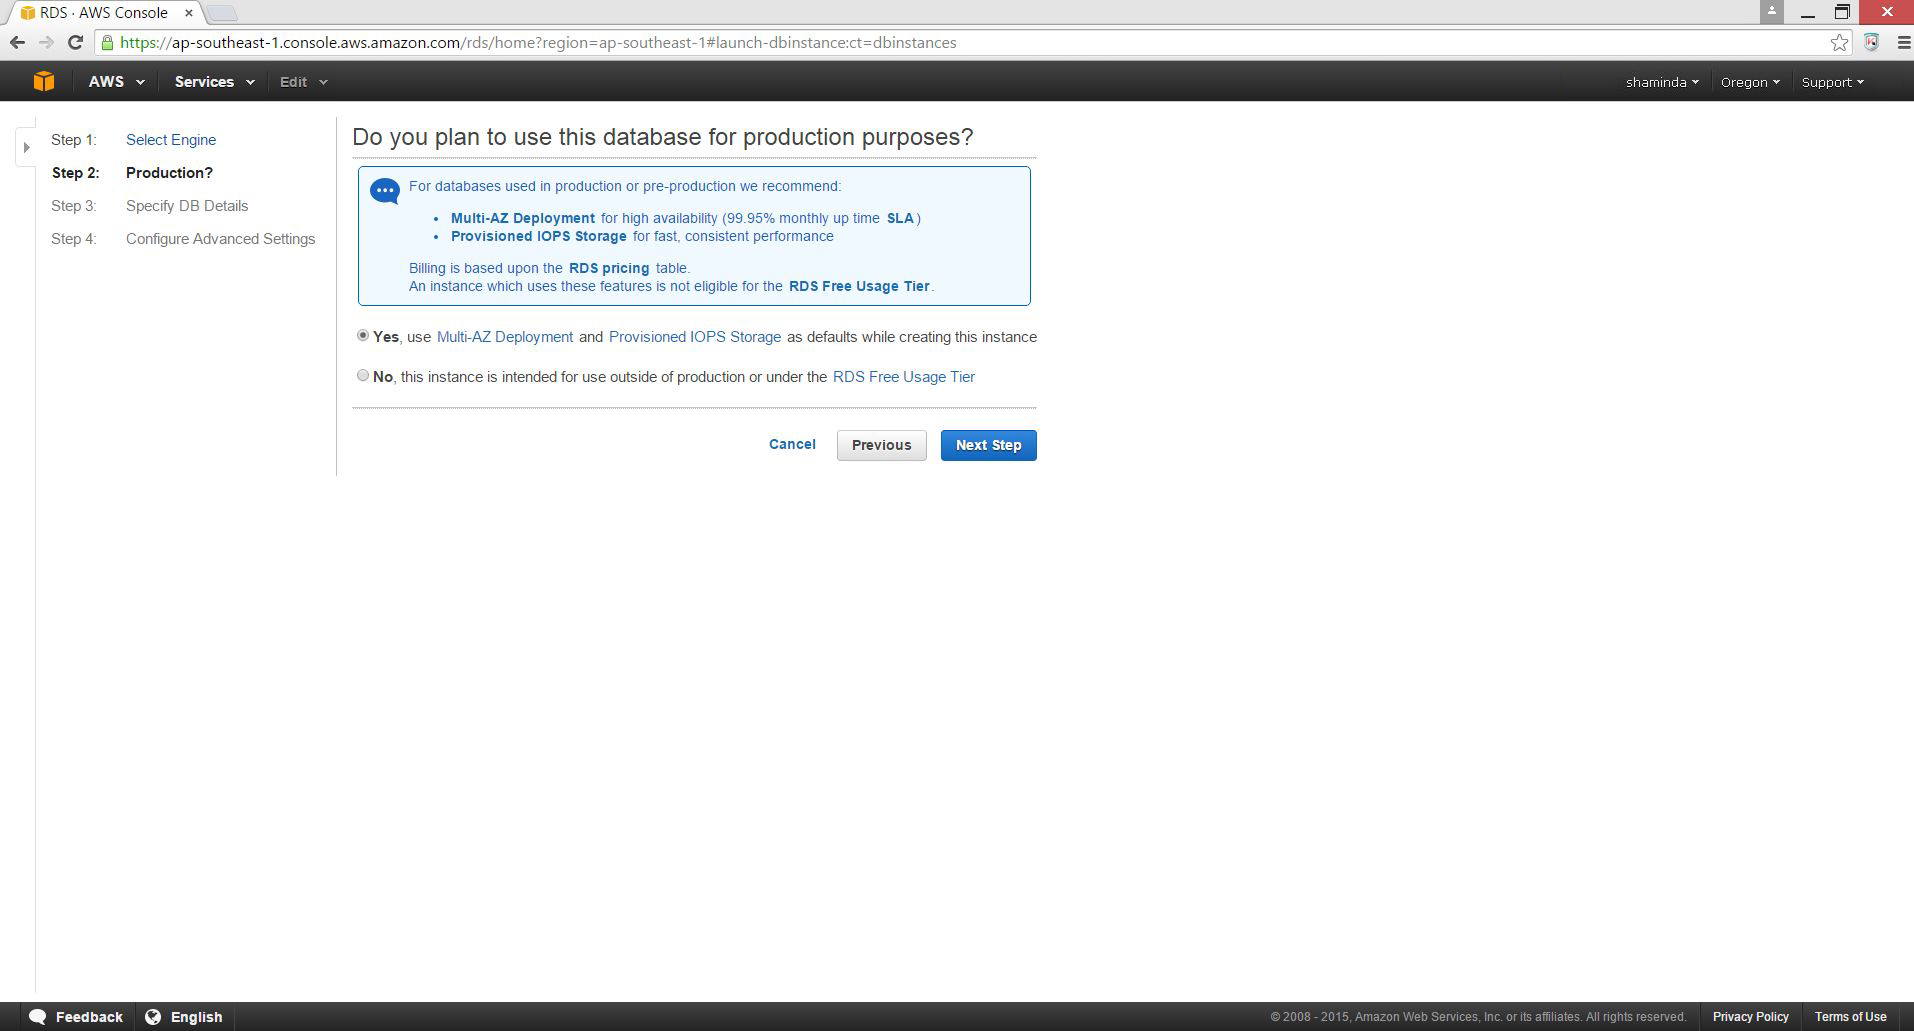 RDS · AWS Console
https://ap-southeast-1.console.aws.amazon.com/rds/home?region=ap-southeast-1#launch-dbinstance:ct=dbinstances
AWS Services Edit shaminda Oregon Support
Step 1: Select Engine
Step 2: Production?
Step 3: Specify DB Details
Step 4: Configure Advanced Settings
Do you plan to use this database for production purposes?
For databases used in production or pre-production we recommend:
• Multi-AZ Deployment for high availability (99.95% monthly up time SLA)
• Provisioned IOPS Storage for fast, consistent performance
Billing is based upon the RDS pricing table.
An instance which uses these features is not eligible for the RDS Free Usage Tier.
Yes, use Multi-AZ Deployment and Provisioned IOPS Storage as defaults while creating this instance
No, this instance is intended for use outside of production or under the RDS Free Usage Tier
Cancel Previous Next Step
Feedback English © 2008 - 2015, Amazon Web Services, Inc. or its affiliates. All rights reserved. Privacy Policy Terms of Use